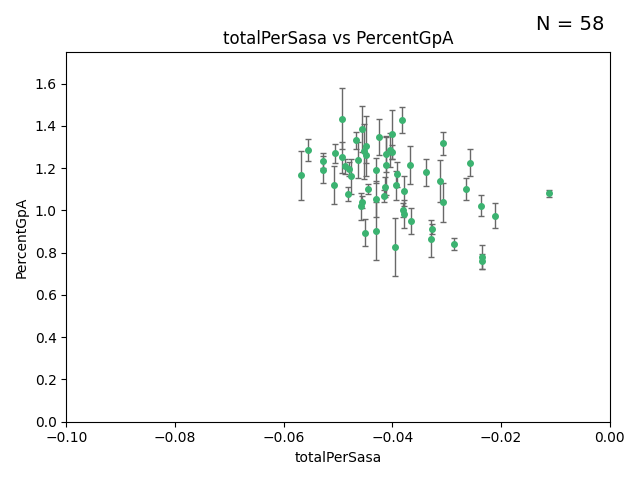 N = 58
totalPerSasa vs PercentGpA
PercentGpA
1.6
1.4
1.2
1.0
0.8
0.6
0.4
0.2
0.0
−0.10 −0.08 −0.06 −0.04 −0.02 0.00
totalPerSasa